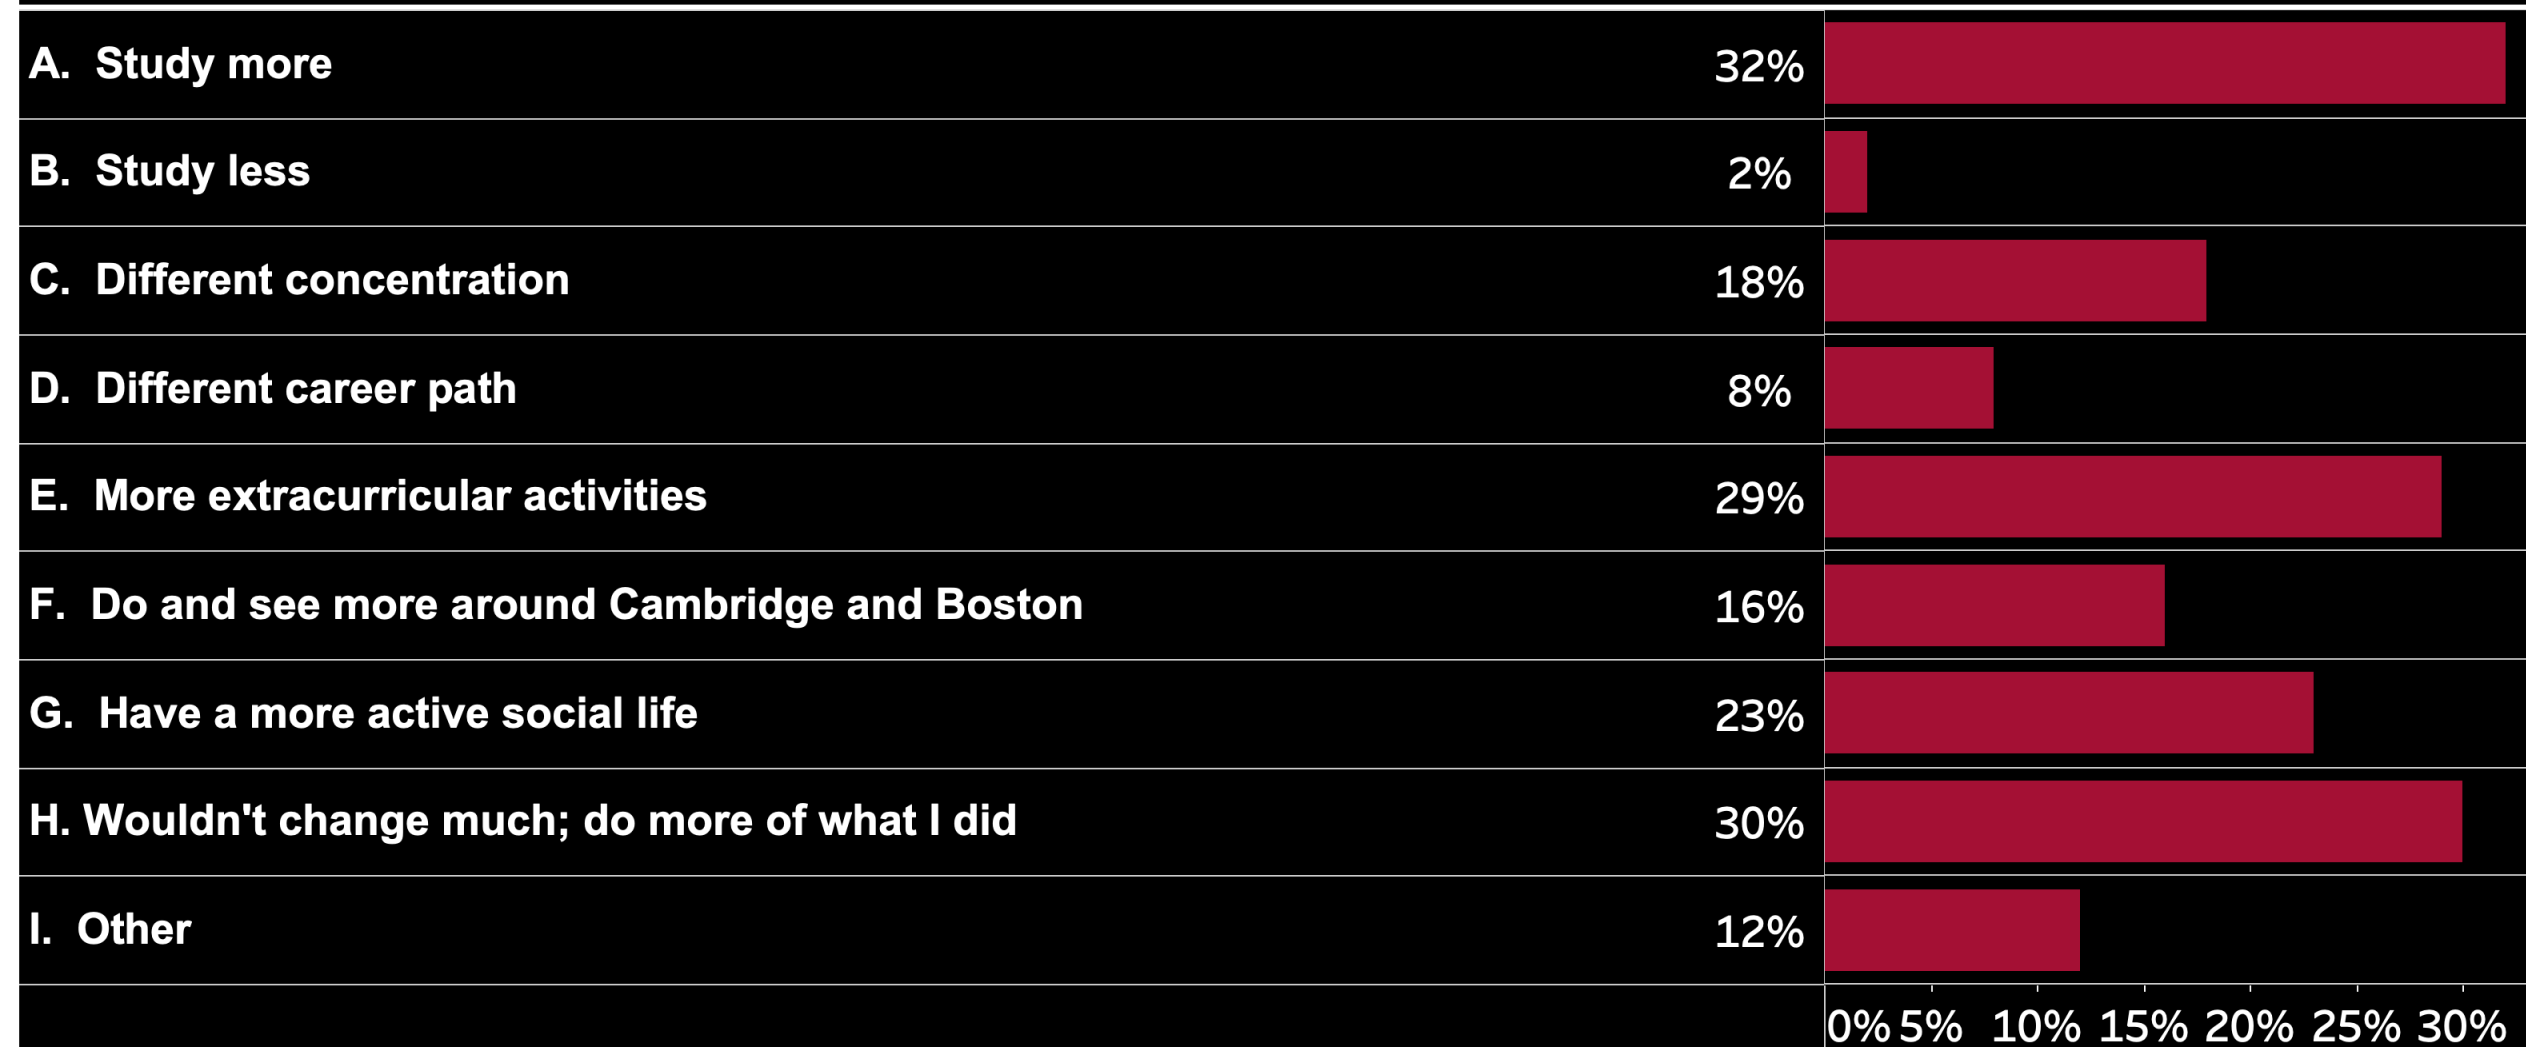 A. Study more 32%
B. Study less 2%
C. Different concentration 18%
D. Different career path 8%
E. More extracurricular activities 29%
F. Do and see more around Cambridge and Boston 16%
G. Have a more active social life 23%
H. Wouldn't change much; do more of what I did 30%
I. Other 12%
0% 5% 10% 15% 20% 25% 30%